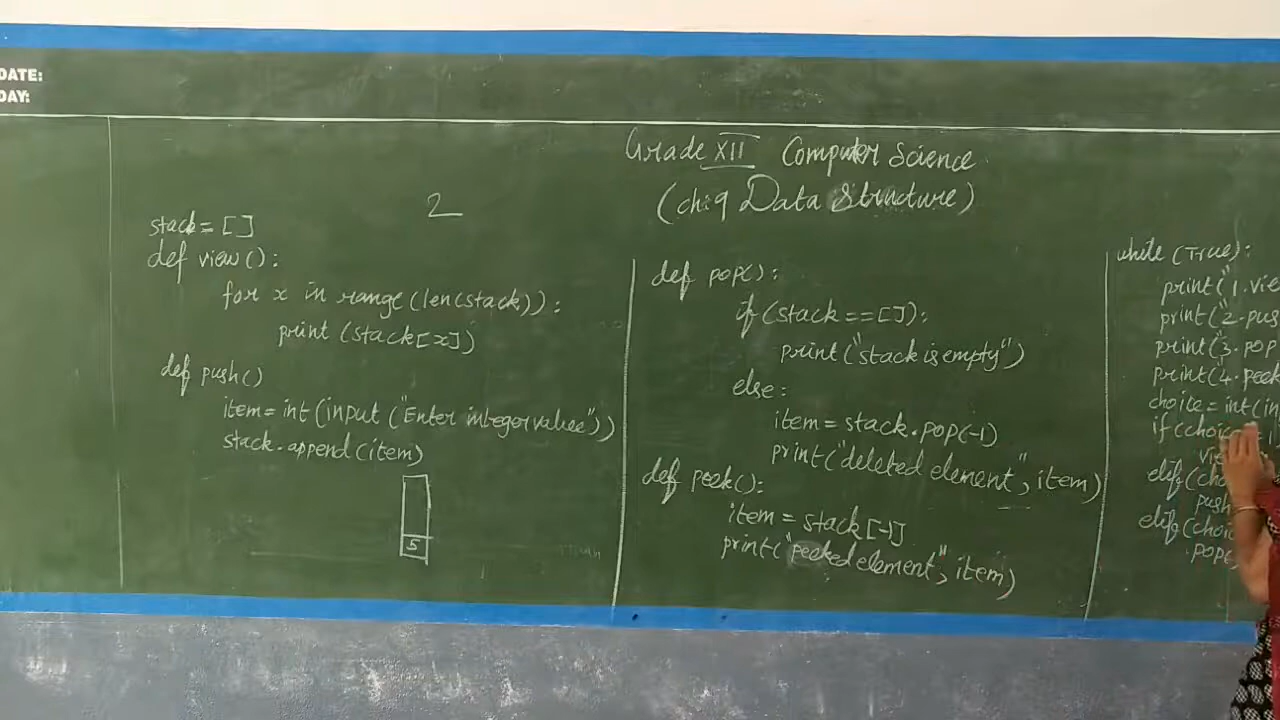 DATE:
DAY:
Grade XII Computer Science
(ch:9 Data Structure)
2
stack = []
def view():
for x in range(len(stack)):
print (stack[x])
def push()
item=int(input("Enter integer value"))
stack.append(item)
5
def pop():
if(stack==[]):
print("stack is empty")
else:
item=stack.pop(-1)
print("deleted element", item)
def peek():
item = stack[-1]
print("peeked element", item)
while (True):
print("1.vie
print("2.pus
print("3.pop
print(4.peek
choice=int(in
if(choic
vie
elif(cho
push
elif(choi
pop(